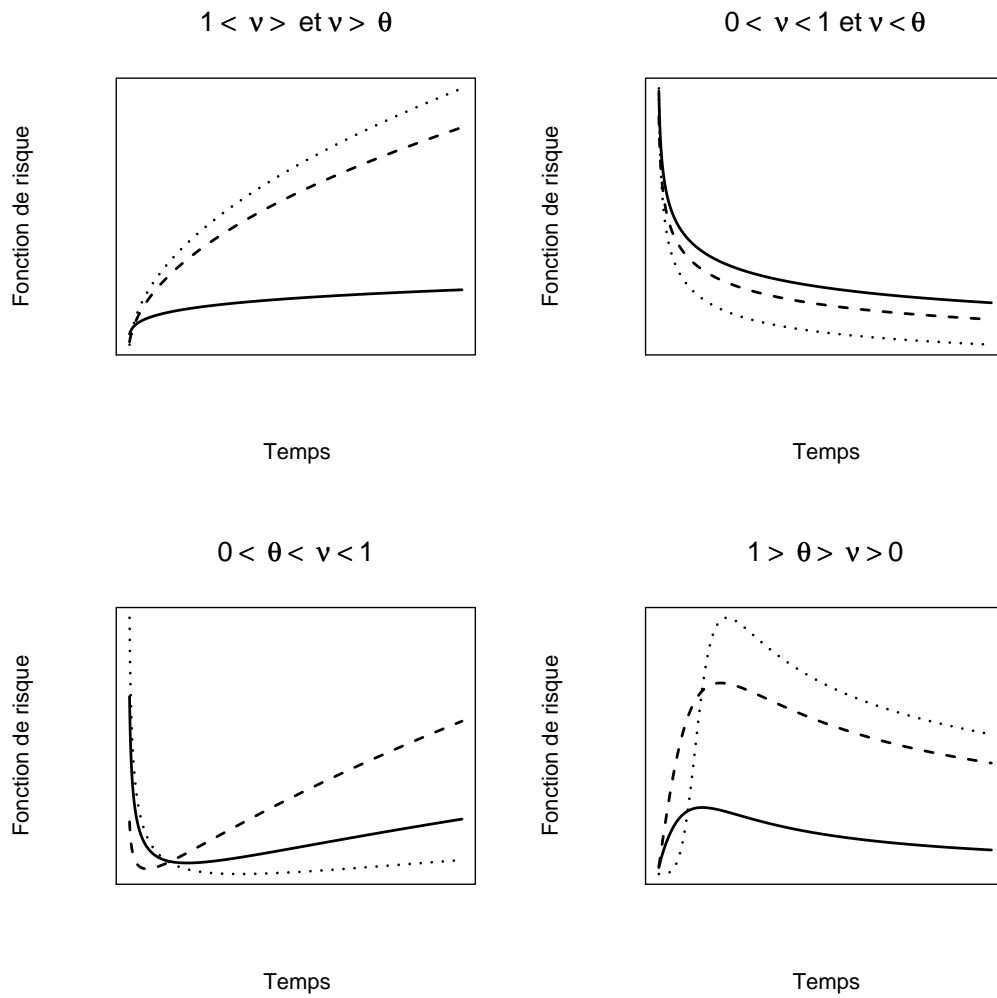 1 < ν > et ν > θ
Fonction de risque
Temps
0 < ν < 1 et ν < θ
Fonction de risque
Temps
0 < θ < ν < 1
Fonction de risque
Temps
1 > θ > ν > 0
Fonction de risque
Temps